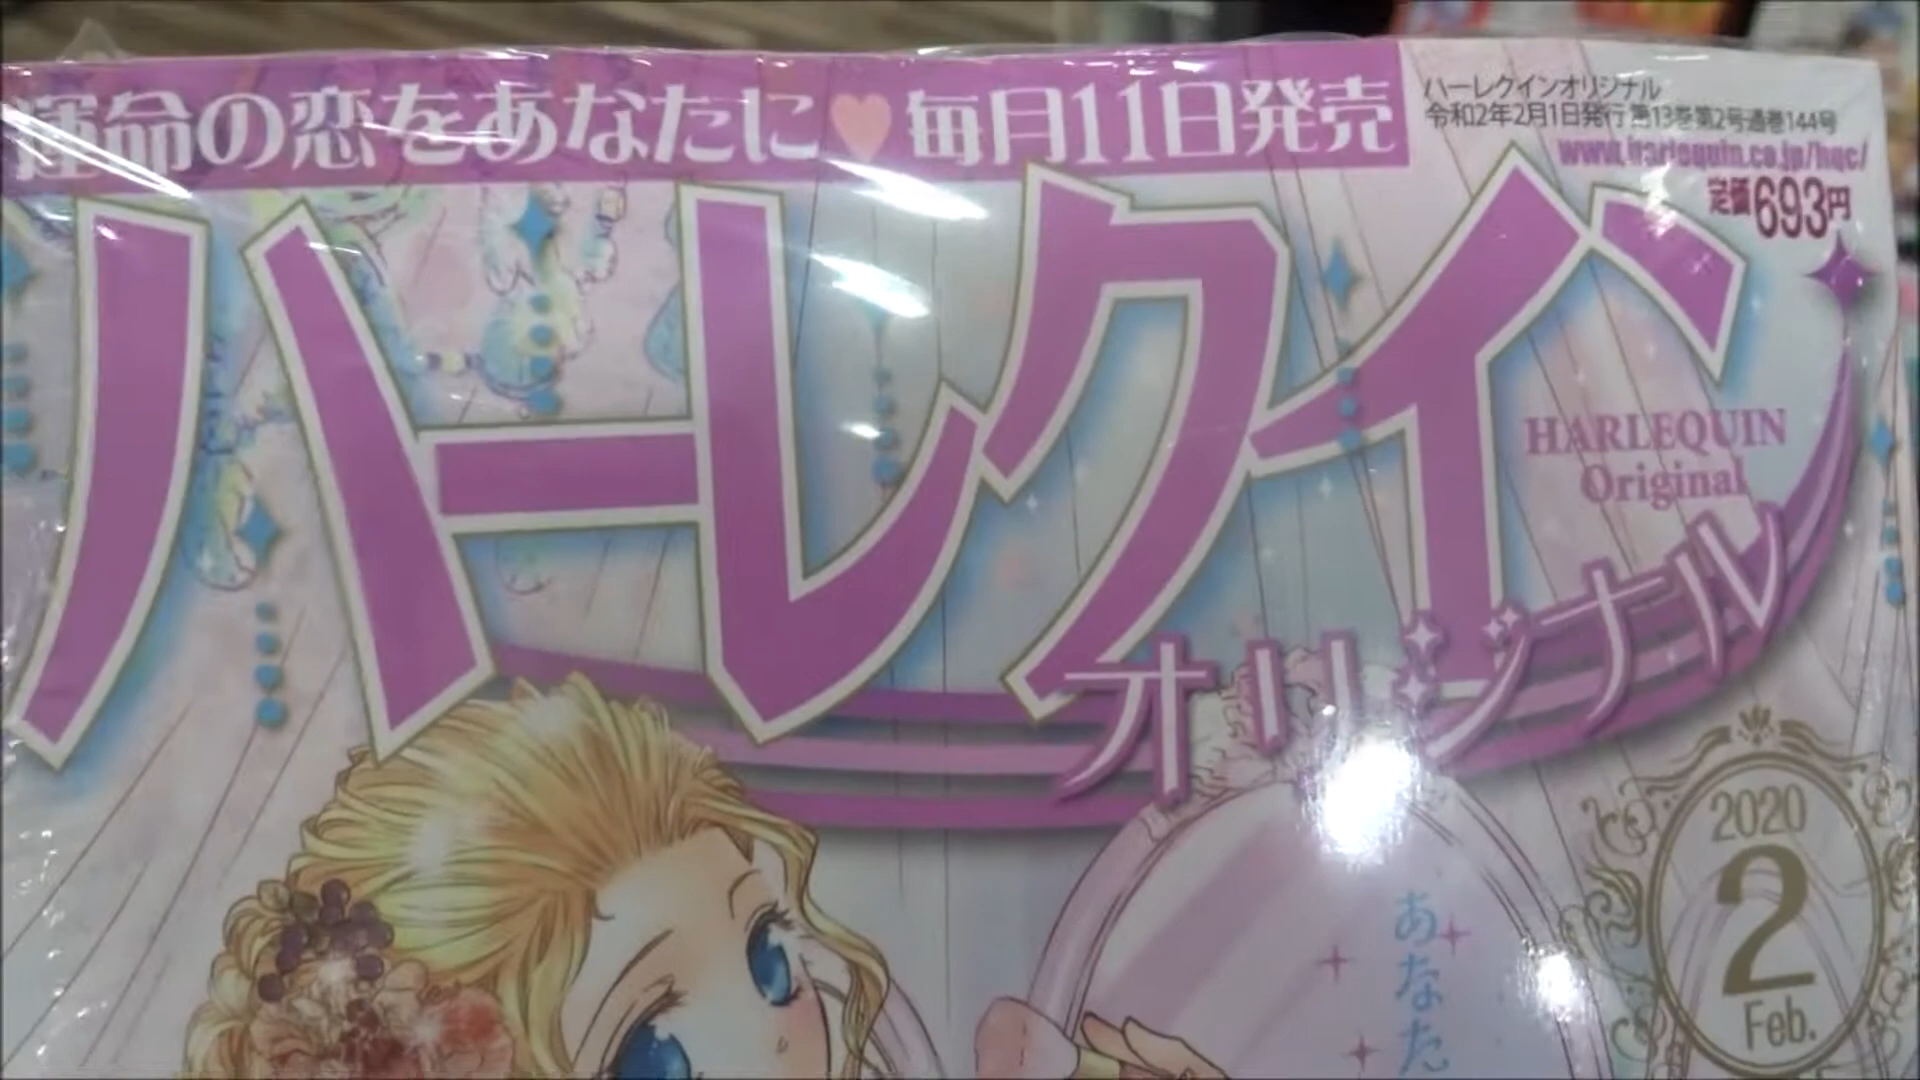 運命の恋をあなたに♥毎月11日発売
ハーレクインオリジナル
令和2年2月1日発行 第13巻第2号通巻144号
www.harlequin.co.jp/hqc/
定価693円
ハーレクイン
HARLEQUIN
Original
オリジナル
2020
2
Feb.
あなた